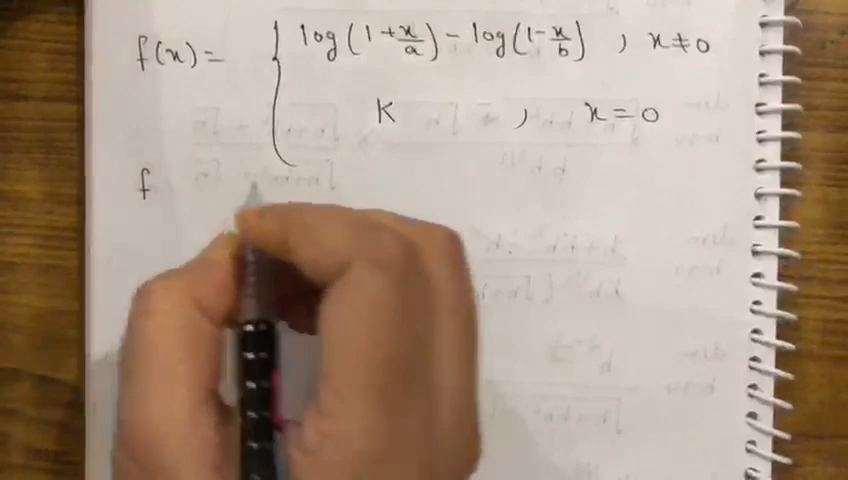 f(x) = { log(1+x/a) - log(1-x/b) , x≠0
K , x=0
f